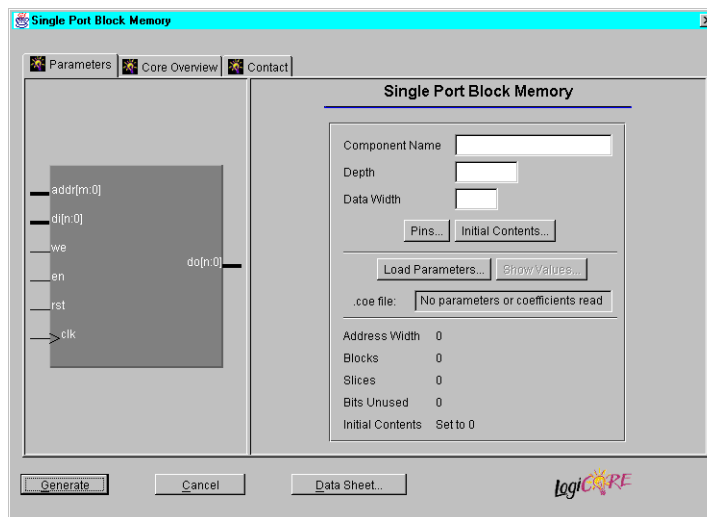 Single Port Block Memory
Parameters
Core Overview
Contact
addr[m:0]
di[n:0]
we
do[n:0]
en
rst
clk
Single Port Block Memory
Component Name
Depth
Data Width
Pins... Initial Contents...
Load Parameters... Show Values...
.coe file: No parameters or coefficients read
Address Width 0
Blocks 0
Slices 0
Bits Unused 0
Initial Contents Set to 0
Generate Cancel Data Sheet...
LogiCORE